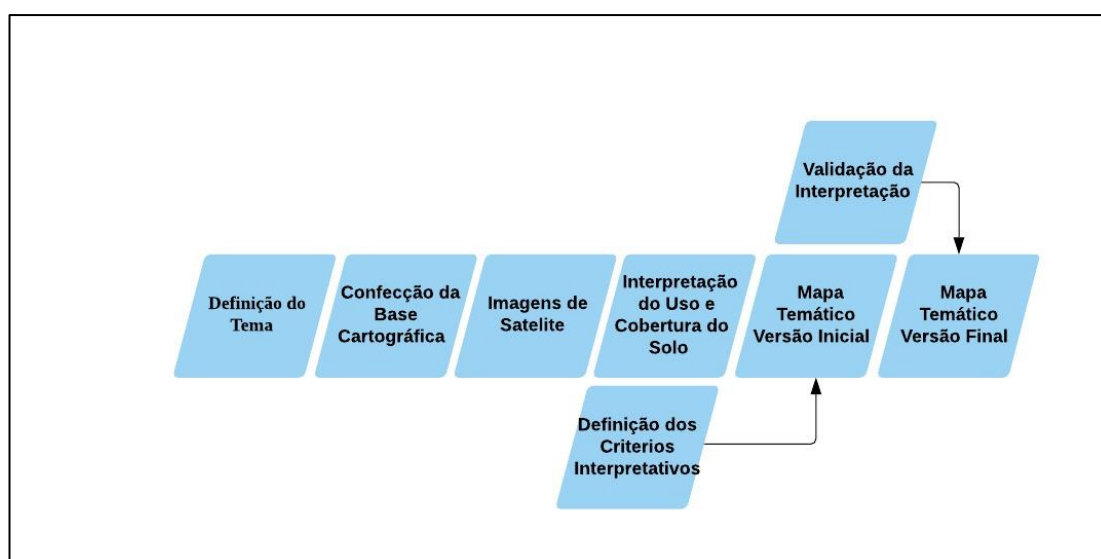 Validação da
Interpretação
Definição do
Tema
Confecção da
Base
Cartográfica
Imagens de
Satelite
Interpretação
do Uso e
Cobertura do
Solo
Mapa
Temático
Versão Inicial
Mapa
Temático
Versão Final
Definição dos
Criterios
Interpretativos